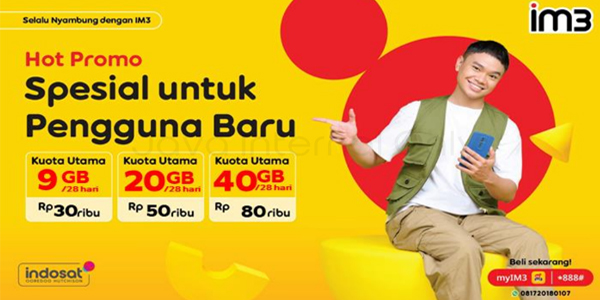 Selalu Nyambung dengan IM3
im3
Hot Promo
Spesial untuk
Pengguna Baru
Kuota Utama
9 GB
/28 hari
Rp 30 ribu
Kuota Utama
20 GB
/28 hari
Rp 50 ribu
Kuota Utama
40 GB
/28 hari
Rp 80 ribu
indosat
OOREDOO HUTCHISON
Beli sekarang!
myIM3
*888#
081720180107